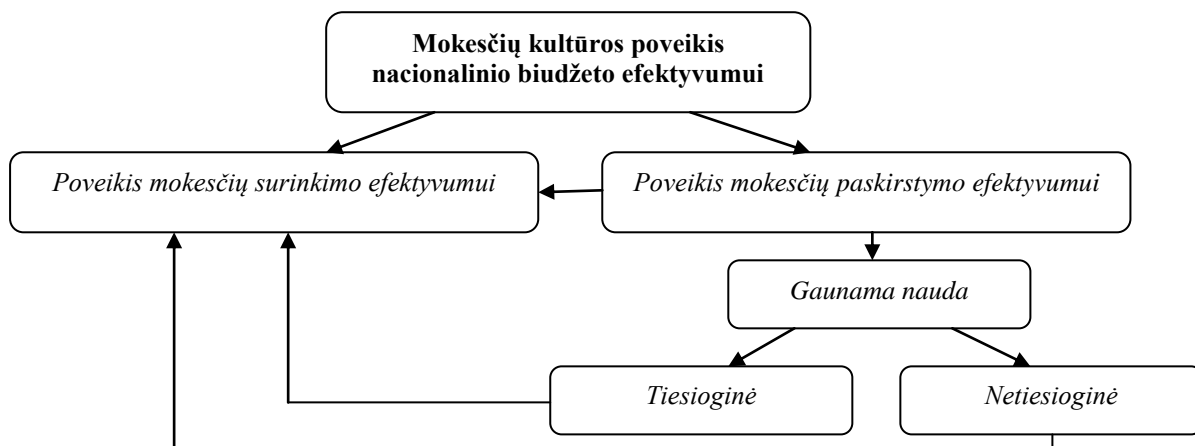 Mokesčių kultūros poveikis
nacionalinio biudžeto efektyvumui
Poveikis mokesčių surinkimo efektyvumui
Poveikis mokesčių paskirstymo efektyvumui
Gaunama nauda
Tiesioginė
Netiesioginė